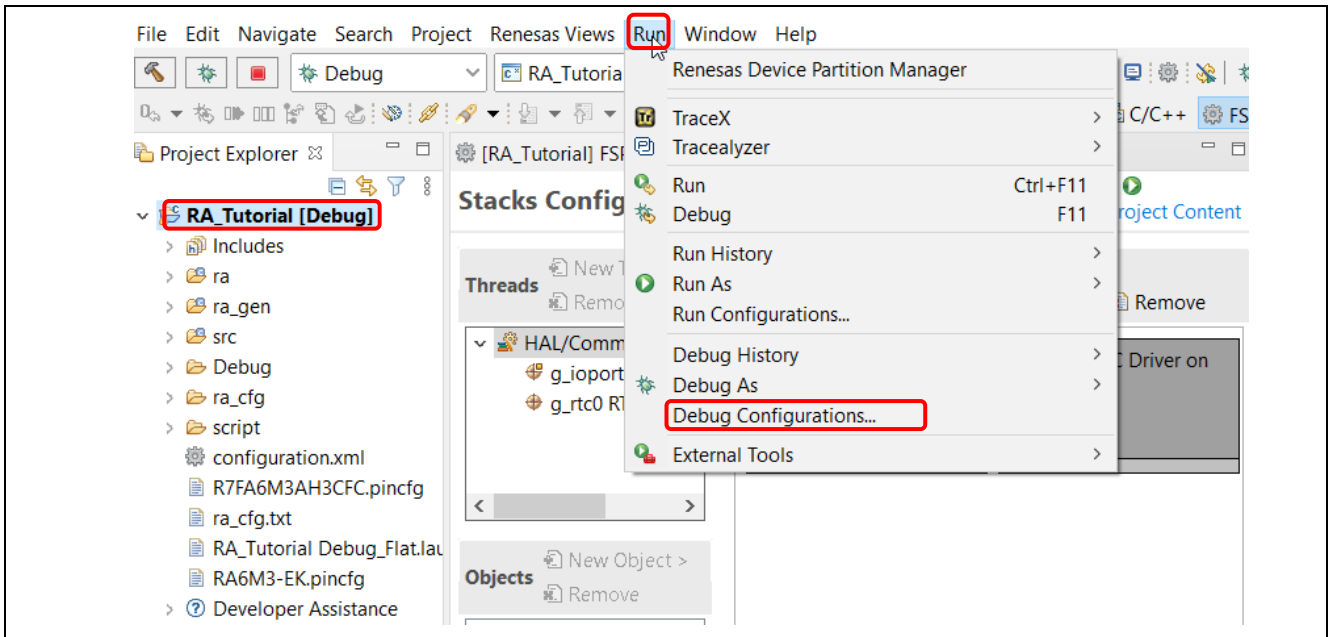 File Edit Navigate Search Project Renesas Views Run Window Help
Debug
RA_Tutoria
C/C++
FS
Project Explorer
[RA_Tutorial] FSP
RA_Tutorial [Debug]
Includes
ra
ra_gen
src
Debug
ra_cfg
script
configuration.xml
R7FA6M3AH3CFC.pincfg
ra_cfg.txt
RA_Tutorial Debug_Flat.lau
RA6M3-EK.pincfg
Developer Assistance
Stacks Config
roject Content
Threads
New T
Remo
Remove
HAL/Comm
g_ioport
g_rtc0 RT
C Driver on
Objects
New Object >
Remove
Renesas Device Partition Manager
TraceX
Tracealyzer
Run Ctrl+F11
Debug F11
Run History
Run As
Run Configurations...
Debug History
Debug As
Debug Configurations...
External Tools